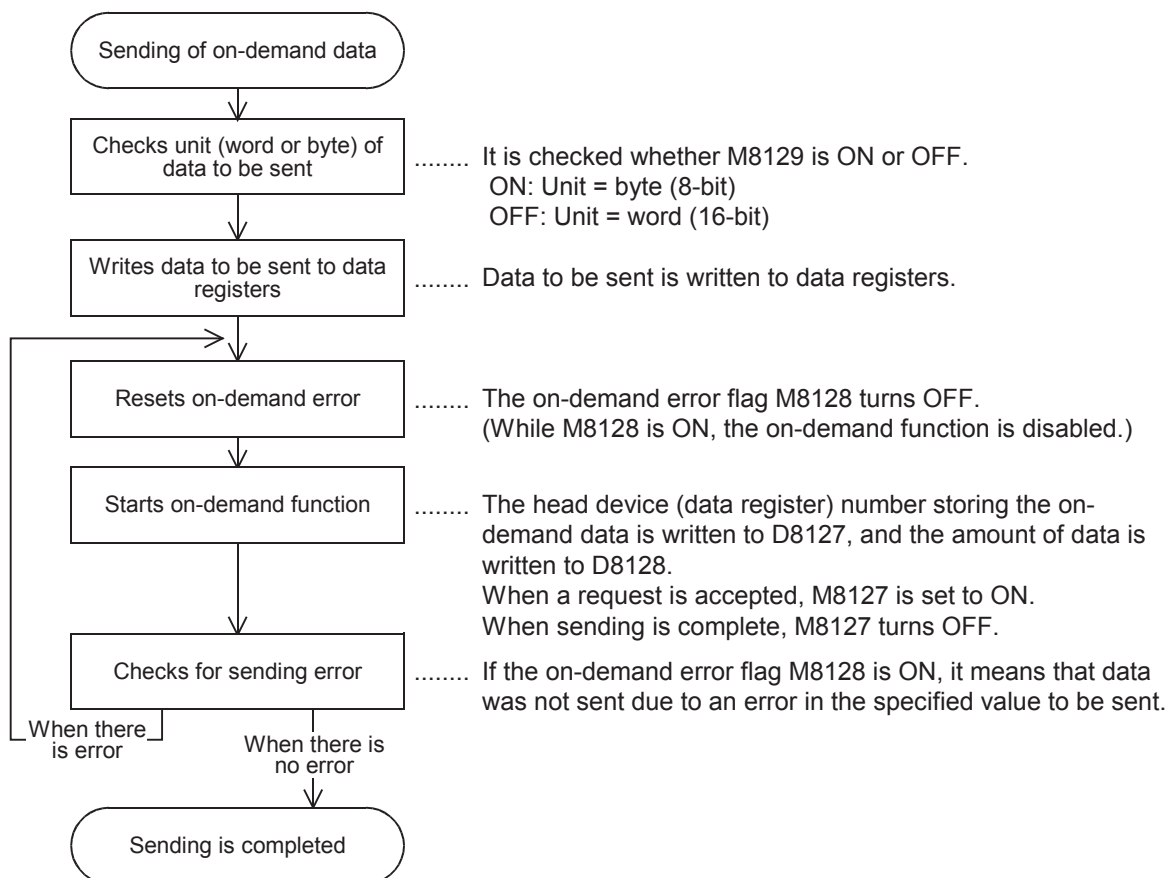 Sending of on-demand data
Checks unit (word or byte) of
data to be sent
........ It is checked whether M8129 is ON or OFF.
ON: Unit = byte (8-bit)
OFF: Unit = word (16-bit)
Writes data to be sent to data
registers
........ Data to be sent is written to data registers.
Resets on-demand error
........ The on-demand error flag M8128 turns OFF.
(While M8128 is ON, the on-demand function is disabled.)
Starts on-demand function
........ The head device (data register) number storing the on-
demand data is written to D8127, and the amount of data is
written to D8128.
When a request is accepted, M8127 is set to ON.
When sending is complete, M8127 turns OFF.
Checks for sending error
........ If the on-demand error flag M8128 is ON, it means that data
was not sent due to an error in the specified value to be sent.
When there
is error
When there is
no error
Sending is completed